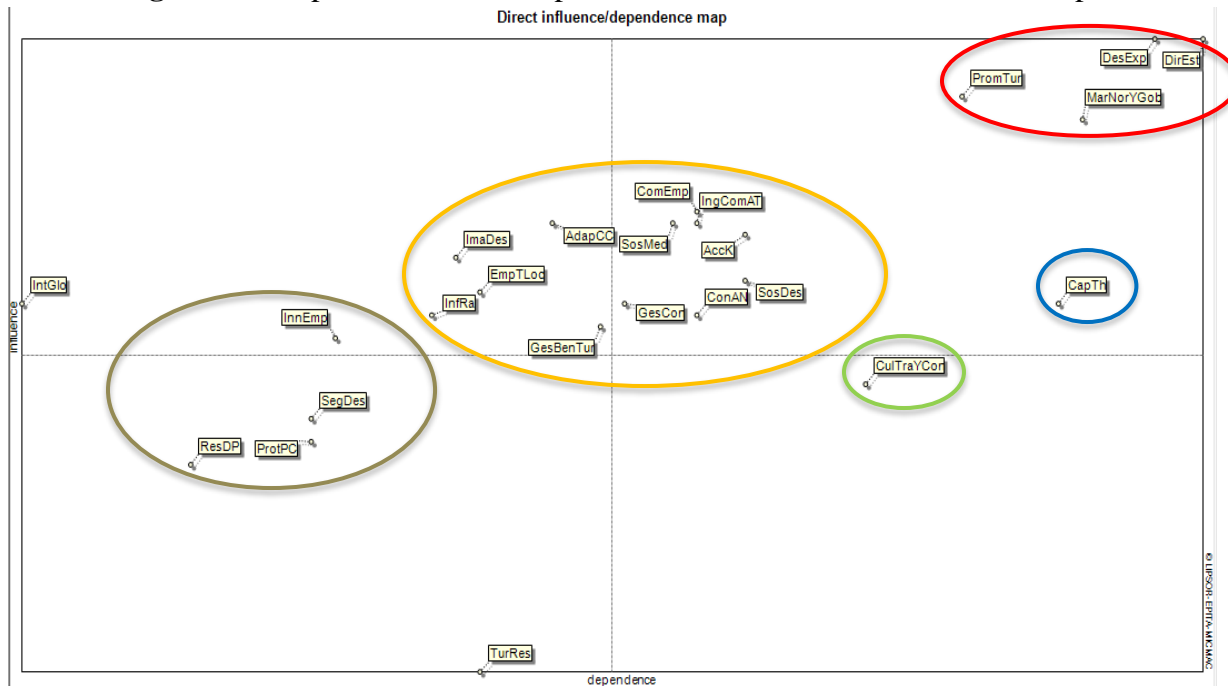 Direct influence/dependence map
DesExp
DirEst
PromTur
MarNorYGob
ComEmp
IngComAT
ImaDes
AdapCC
SosMed
AccK
IntGlo
EmpTLoc
InfRa
GesCon
ConAN
SosDes
CapTh
InnEmp
GesBenTur
CulTraYCon
SegDes
ResDP
ProtPC
TurRes
influence
dependence
© LIPSOR-EPITA-MICMAC